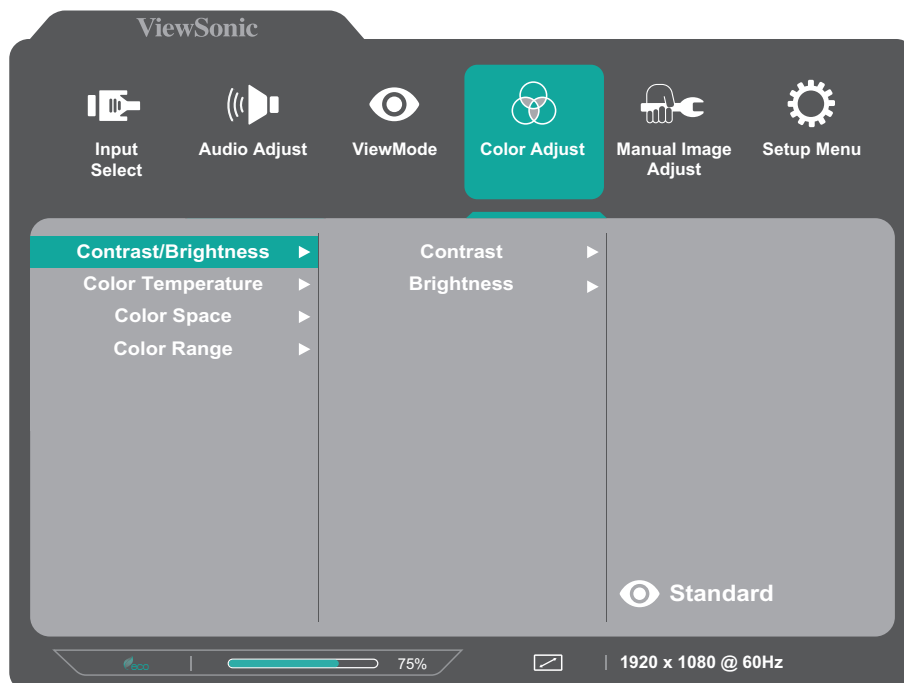 ViewSonic
Input Select
Audio Adjust
ViewMode
Color Adjust
Manual Image Adjust
Setup Menu
Contrast/Brightness
Color Temperature
Color Space
Color Range
Contrast
Brightness
Standard
eco
75%
1920 x 1080 @ 60Hz